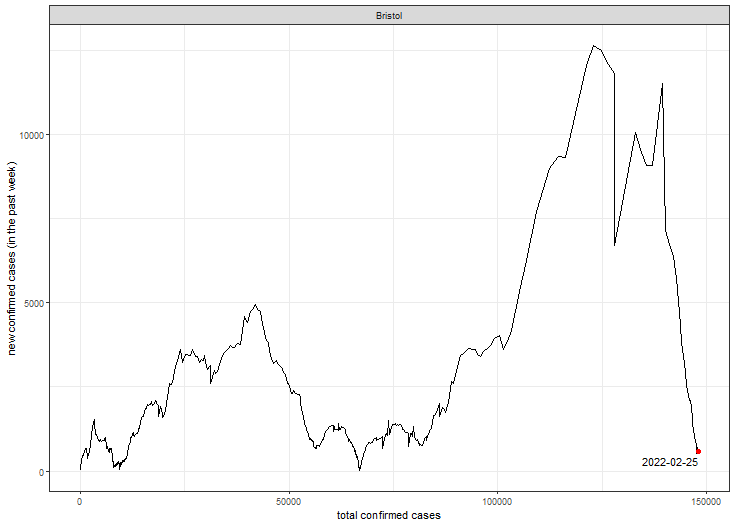 Bristol
new confirmed cases (in the past week)
10000
5000
0
2022-02-25
0
50000
100000
150000
total confirmed cases